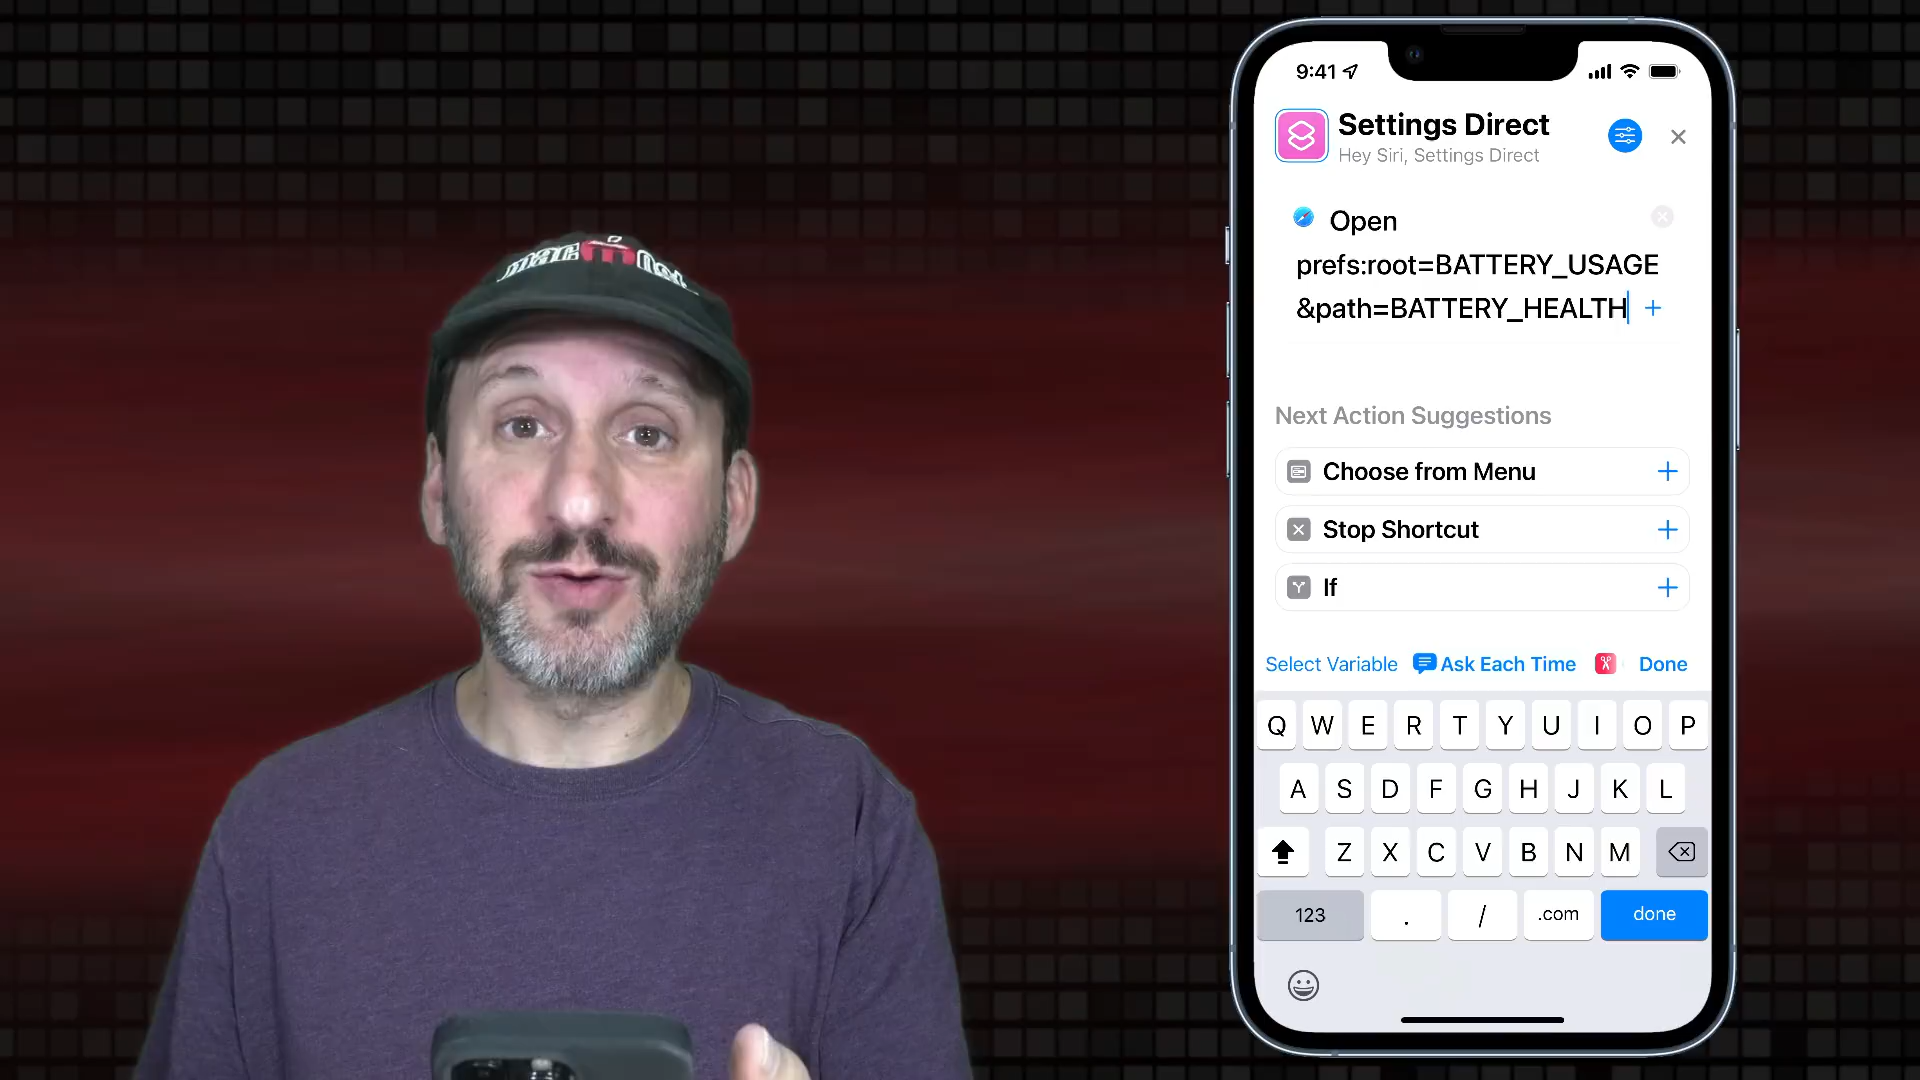 9:41
Settings Direct
Hey Siri, Settings Direct
Open
prefs:root=BATTERY_USAGE
&path=BATTERY_HEALTH
Next Action Suggestions
Choose from Menu
Stop Shortcut
If
Select Variable Ask Each Time Done
Q W E R T Y U I O P
A S D F G H J K L
Z X C V B N M
123 . / .com done